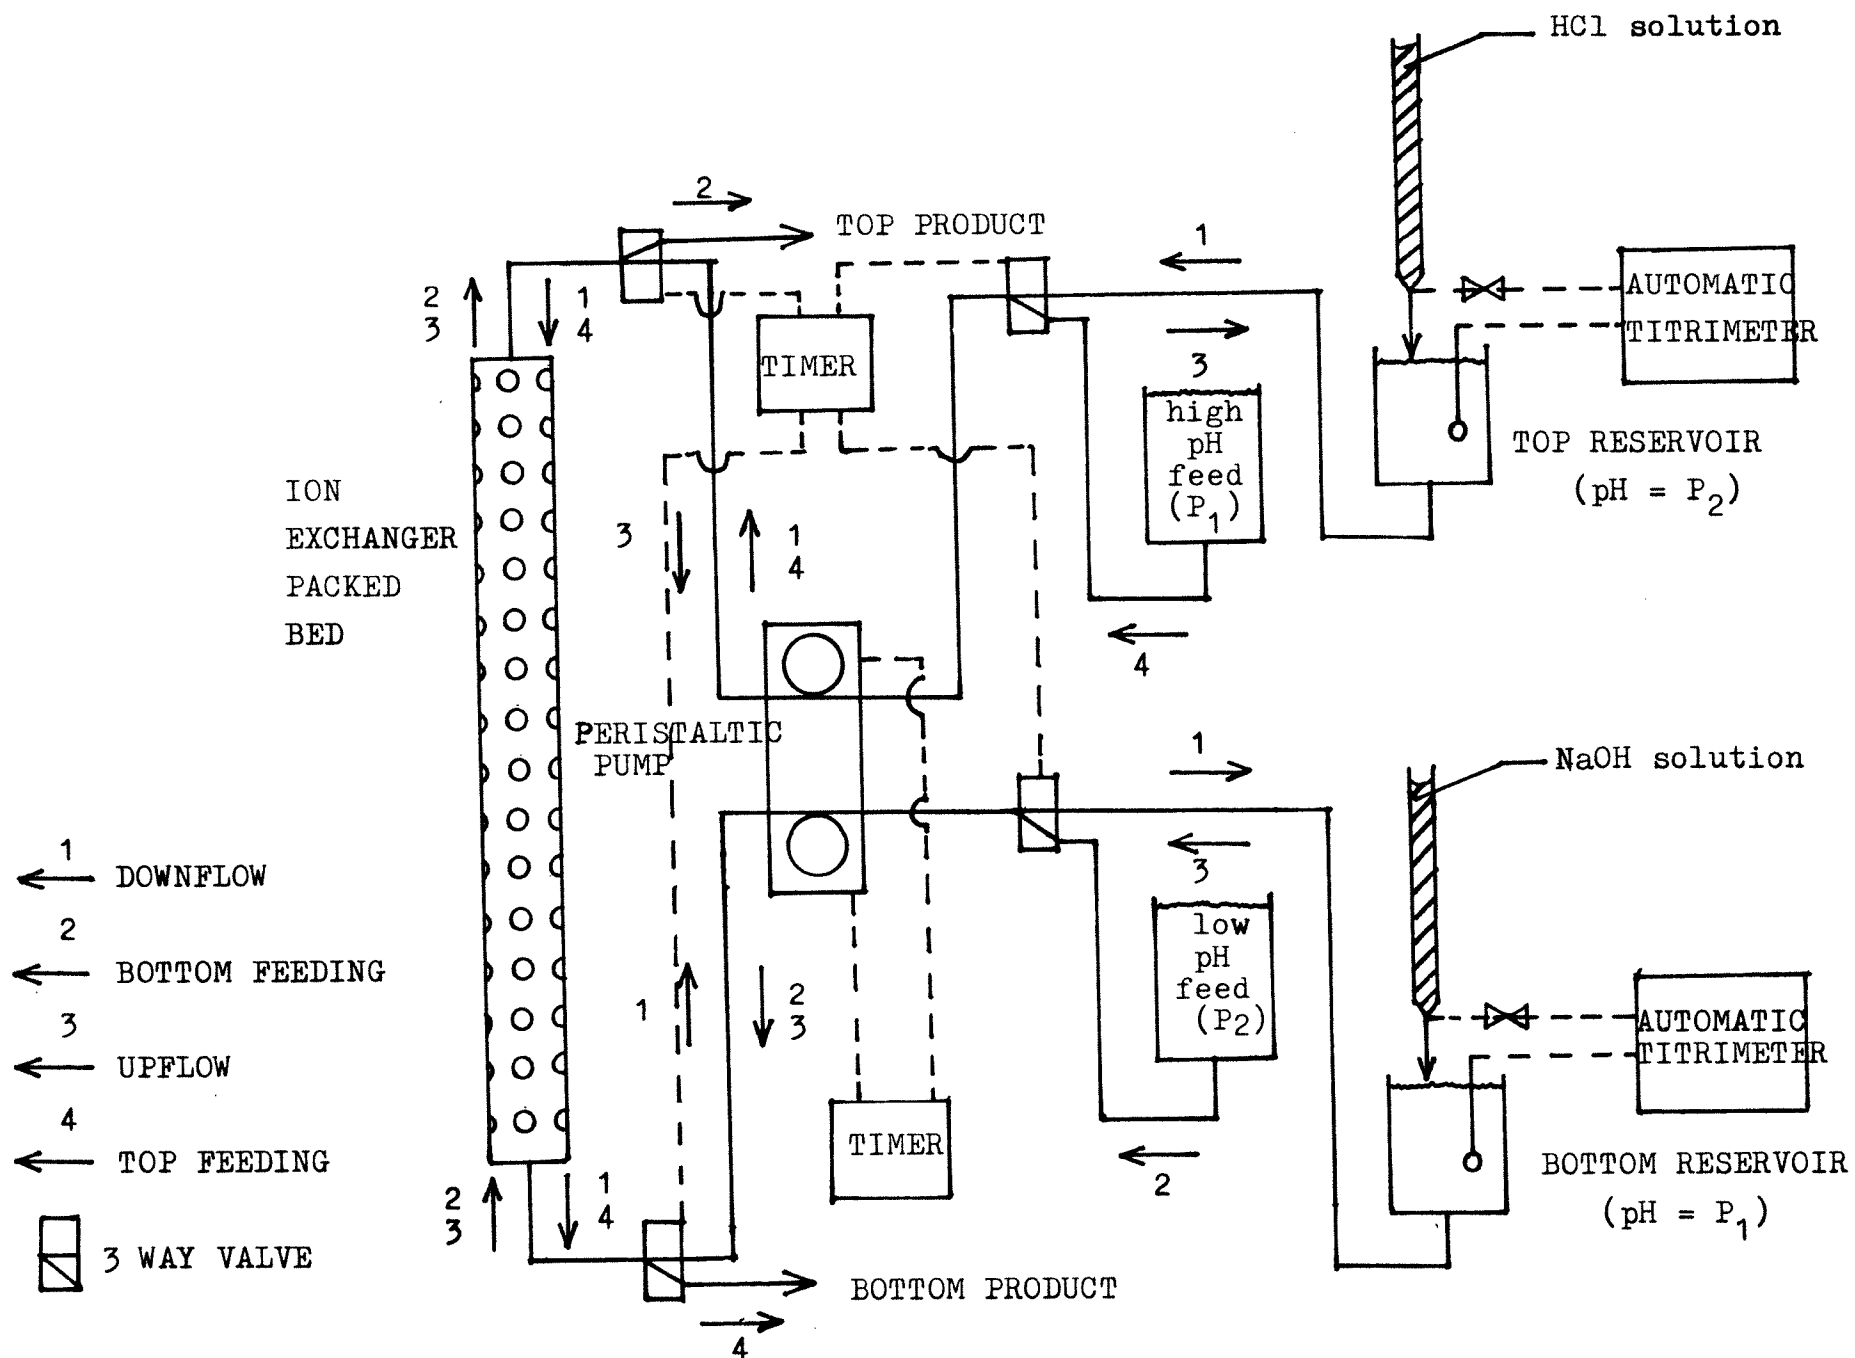 HCl solution
2
TOP PRODUCT
1
2
3
1
4
AUTOMATIC
TITRIMETER
TIMER
3
high
pH
feed
(P1)
TOP RESERVOIR
(pH = P2)
ION
EXCHANGER
PACKED
BED
3
1
4
4
PERISTALTIC
PUMP
1
NaOH solution
1
DOWNFLOW
3
low
pH
feed
(P2)
2
BOTTOM FEEDING
1
2
3
3
UPFLOW
AUTOMATIC
TITRIMETER
4
TOP FEEDING
TIMER
2
BOTTOM RESERVOIR
(pH = P1)
2
3
1
4
3 WAY VALVE
BOTTOM PRODUCT
4